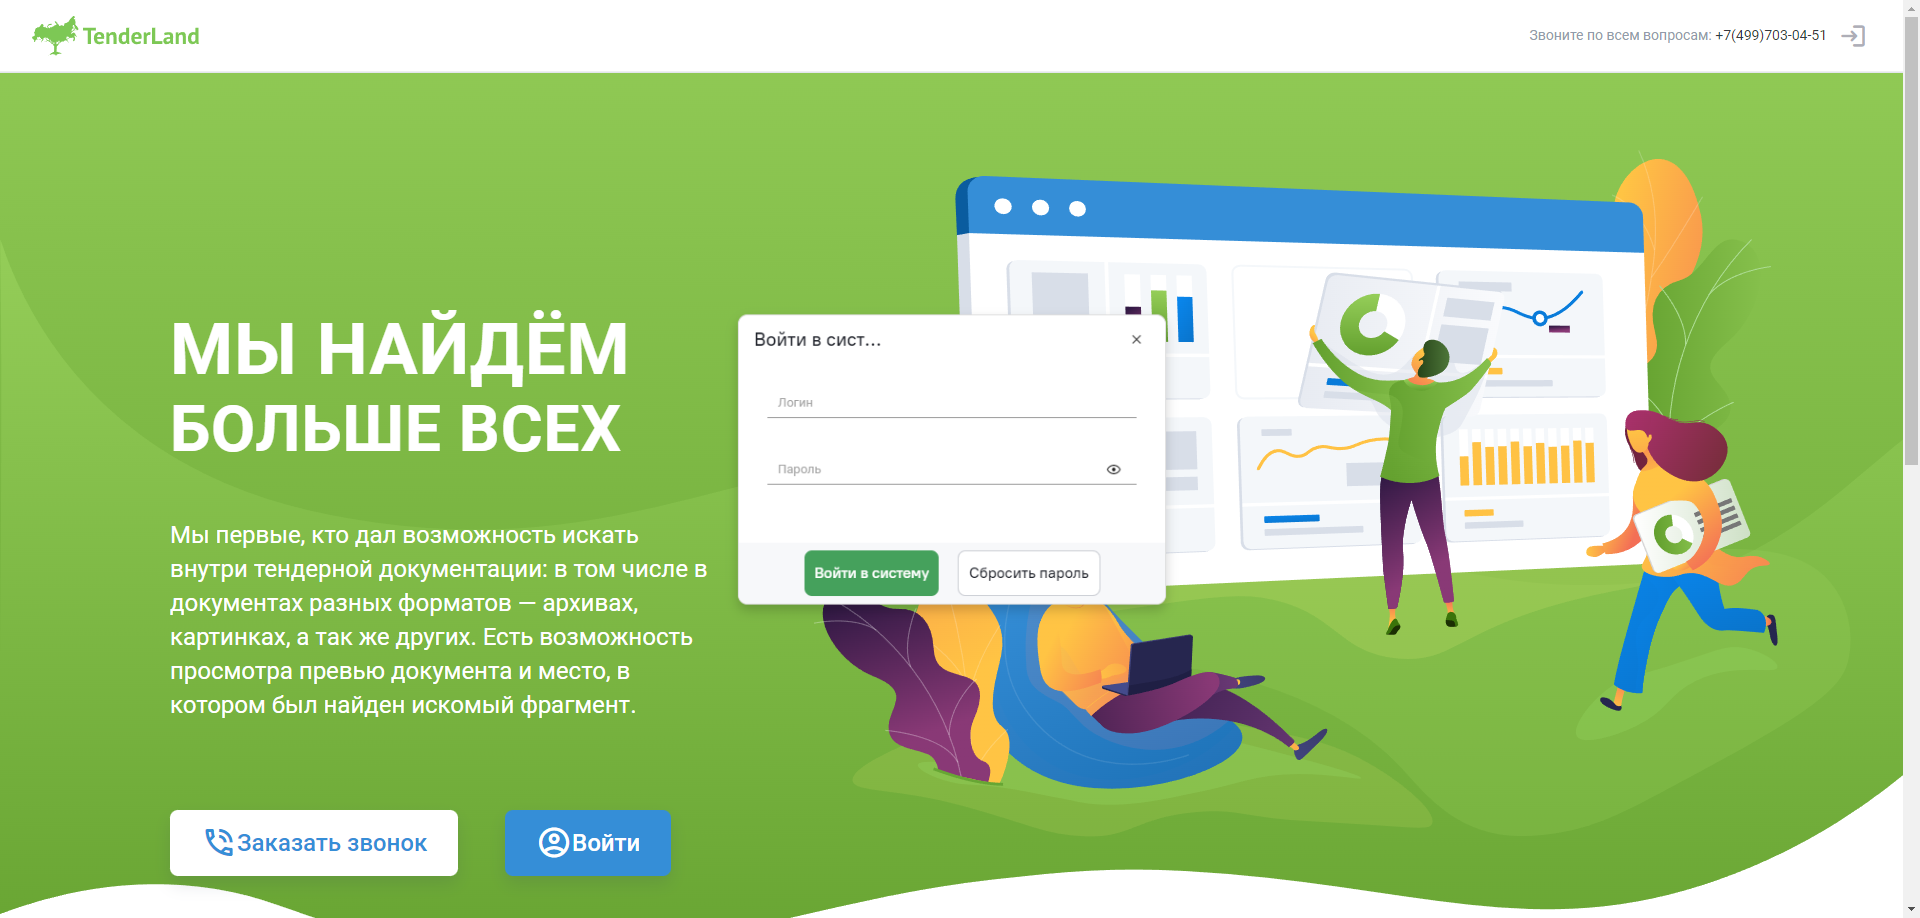 TenderLand
Звоните по всем вопросам: +7(499)703-04-51
МЫ НАЙДЁМ
БОЛЬШЕ ВСЕХ
Мы первые, кто дал возможность искать
внутри тендерной документации: в том числе в
документах разных форматов — архивах,
картинках, а так же других. Есть возможность
просмотра превью документа и место, в
котором был найден искомый фрагмент.
Заказать звонок
Войти
Войти в сист...
Логин
Пароль
Войти в систему
Сбросить пароль